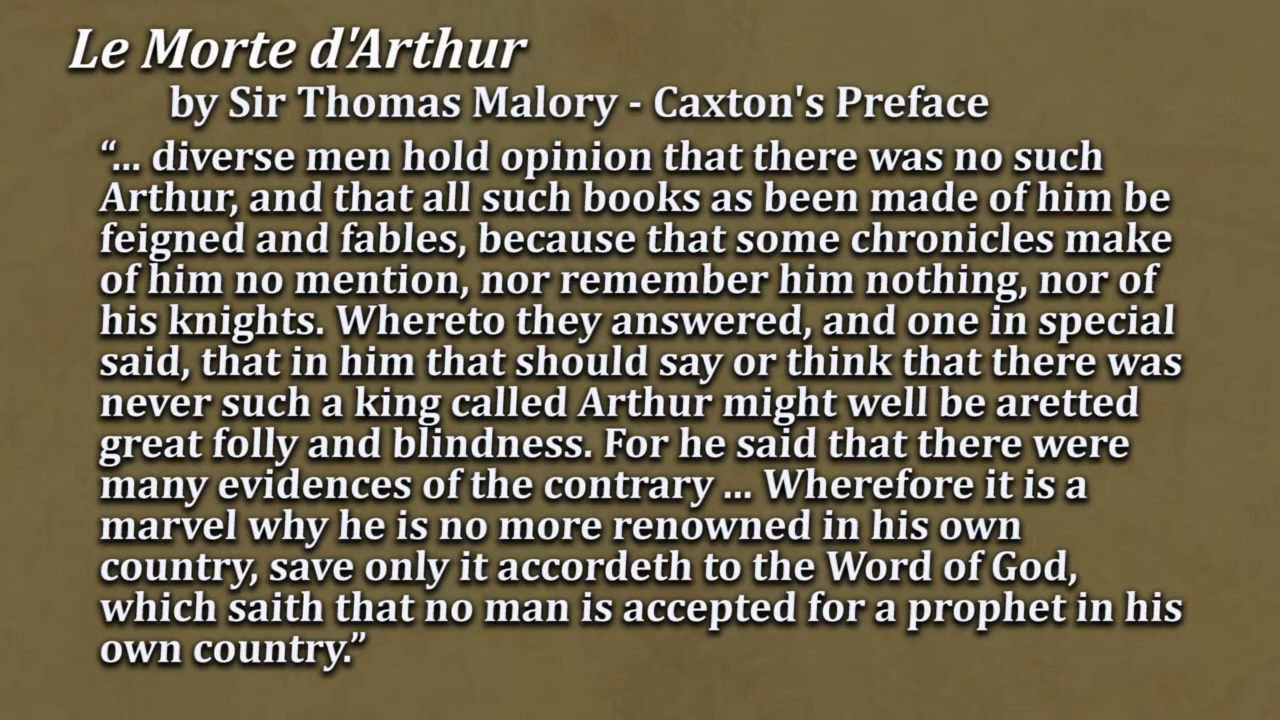 Le Morte d'Arthur
by Sir Thomas Malory - Caxton's Preface
“... diverse men hold opinion that there was no such
Arthur, and that all such books as been made of him be
feigned and fables, because that some chronicles make
of him no mention, nor remember him nothing, nor of
his knights. Whereto they answered, and one in special
said, that in him that should say or think that there was
never such a king called Arthur might well be aretted
great folly and blindness. For he said that there were
many evidences of the contrary ... Wherefore it is a
marvel why he is no more renowned in his own
country, save only it accordeth to the Word of God,
which saith that no man is accepted for a prophet in his
own country.”